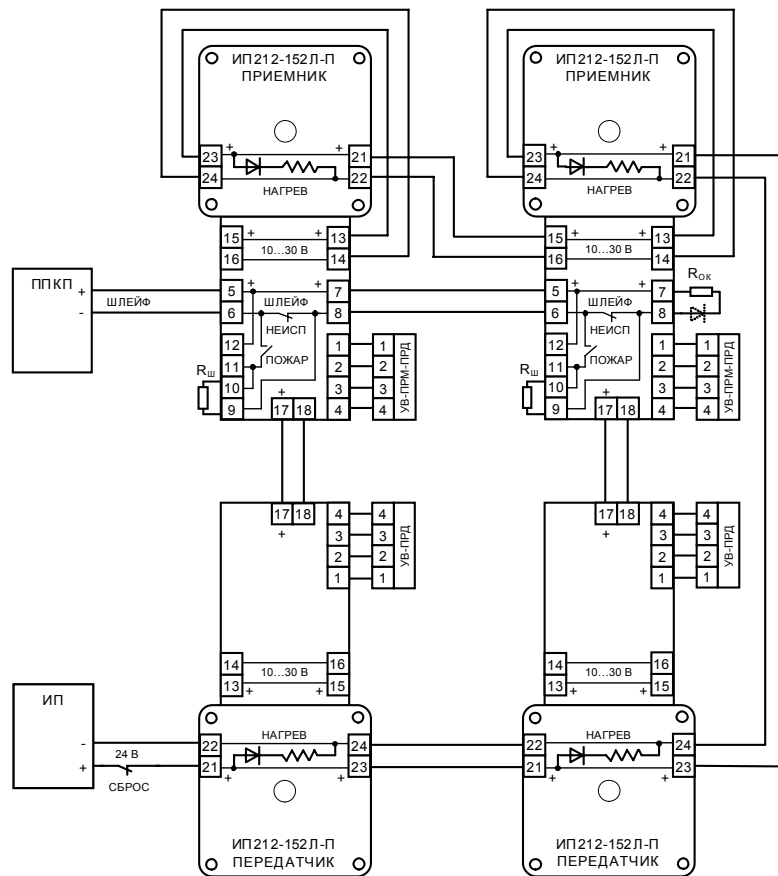 ИП212-152Л-П
ПРИЕМНИК
+ +
23 21
24 22
НАГРЕВ
15 + + 13
16 10...30 В 14
ППКП
+
-
ШЛЕЙФ
5 + + 7
ШЛЕЙФ
6 8
НЕИСП
12
11 ПОЖАР
10
9
Rш
+
17 18
1 1
2 2
3 3
4 4
УВ-ПРМ-ПРД
ИП212-152Л-П
ПРИЕМНИК
+ +
23 21
24 22
НАГРЕВ
15 + + 13
16 10...30 В 14
5 + + 7
ШЛЕЙФ
6 8
НЕИСП
Rок
12
11 ПОЖАР
10
9
Rш
+
17 18
1 1
2 2
3 3
4 4
УВ-ПРМ-ПРД
17 18
+
4 4
3 3
2 2
1 1
УВ-ПРД
14 16
10...30 В
13 + + 15
17 18
+
4 4
3 3
2 2
1 1
УВ-ПРД
14 16
10...30 В
13 + + 15
ИП
-
+
24 В
СБРОС
НАГРЕВ
22 24
21 23
+ +
ИП212-152Л-П
ПЕРЕДАТЧИК
НАГРЕВ
22 24
21 23
+ +
ИП212-152Л-П
ПЕРЕДАТЧИК